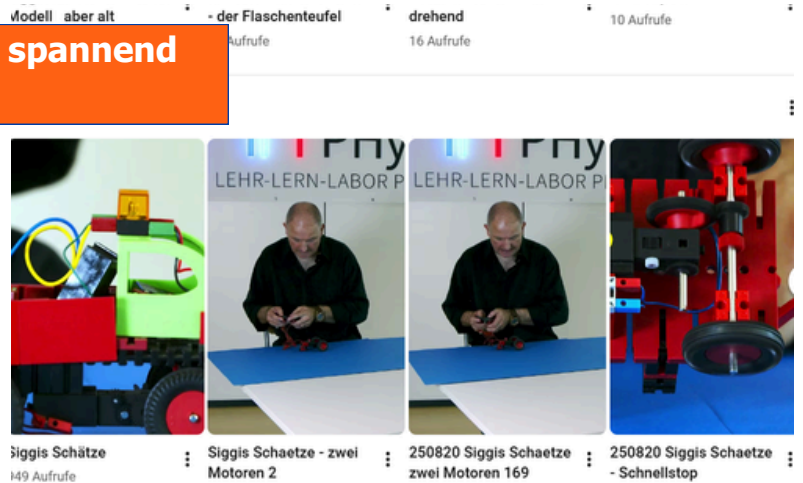 Modell aber alt
- der Flaschenteufel
drehend
Aufrufe
16 Aufrufe
10 Aufrufe
spannend
PHy
LEHR-LERN-LABOR P
PHy
LEHR-LERN-LABOR P
Siggis Schätze
949 Aufrufe
Siggis Schaetze - zwei
Motoren 2
250820 Siggis Schaetze
zwei Motoren 169
250820 Siggis Schaetze
- Schnellstop